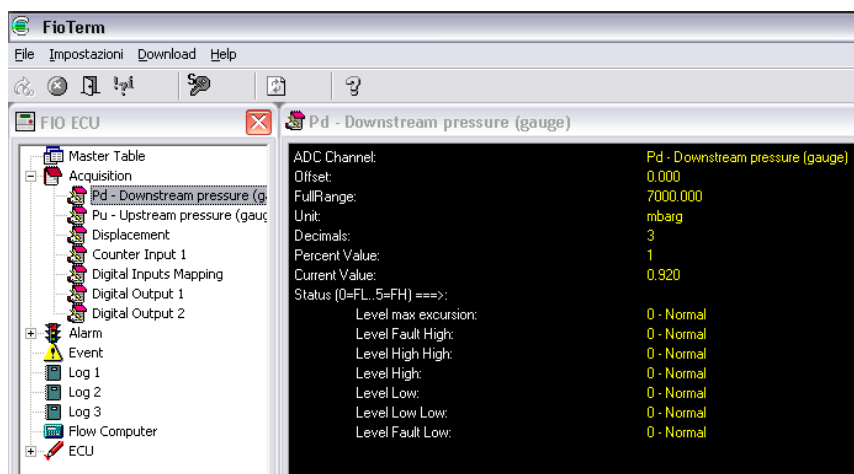 FioTerm
File Impostazioni Download Help
FIO ECU
Master Table
Acquisition
Pd - Downstream pressure (g
Pu - Upstream pressure (gaug
Displacement
Counter Input 1
Digital Inputs Mapping
Digital Output 1
Digital Output 2
Alarm
Event
Log 1
Log 2
Log 3
Flow Computer
ECU
Pd - Downstream pressure (gauge)
ADC Channel: Pd - Downstream pressure (gauge)
Offset: 0.000
FullRange: 7000.000
Unit: mbarg
Decimals: 3
Percent Value: 1
Current Value: 0.920
Status (0=FL..5=FH) ===>:
Level max excursion: 0 - Normal
Level Fault High: 0 - Normal
Level High High: 0 - Normal
Level High: 0 - Normal
Level Low: 0 - Normal
Level Low Low: 0 - Normal
Level Fault Low: 0 - Normal